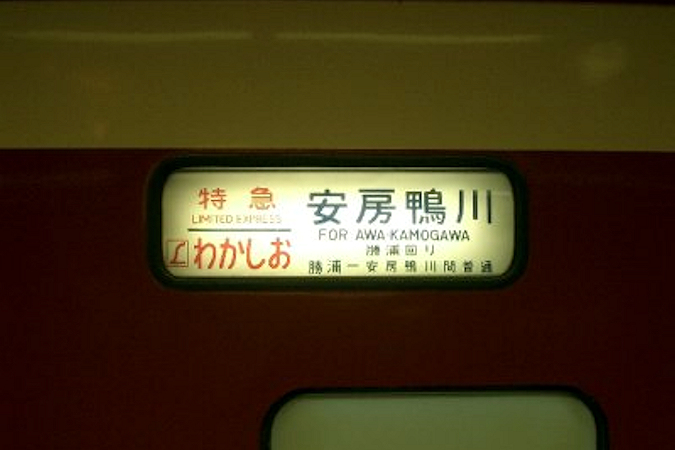 特急
LIMITED EXPRESS
L わかしお
安房鴨川
FOR AWA-KAMOGAWA
勝浦回り
勝浦ー安房鴨川間普通